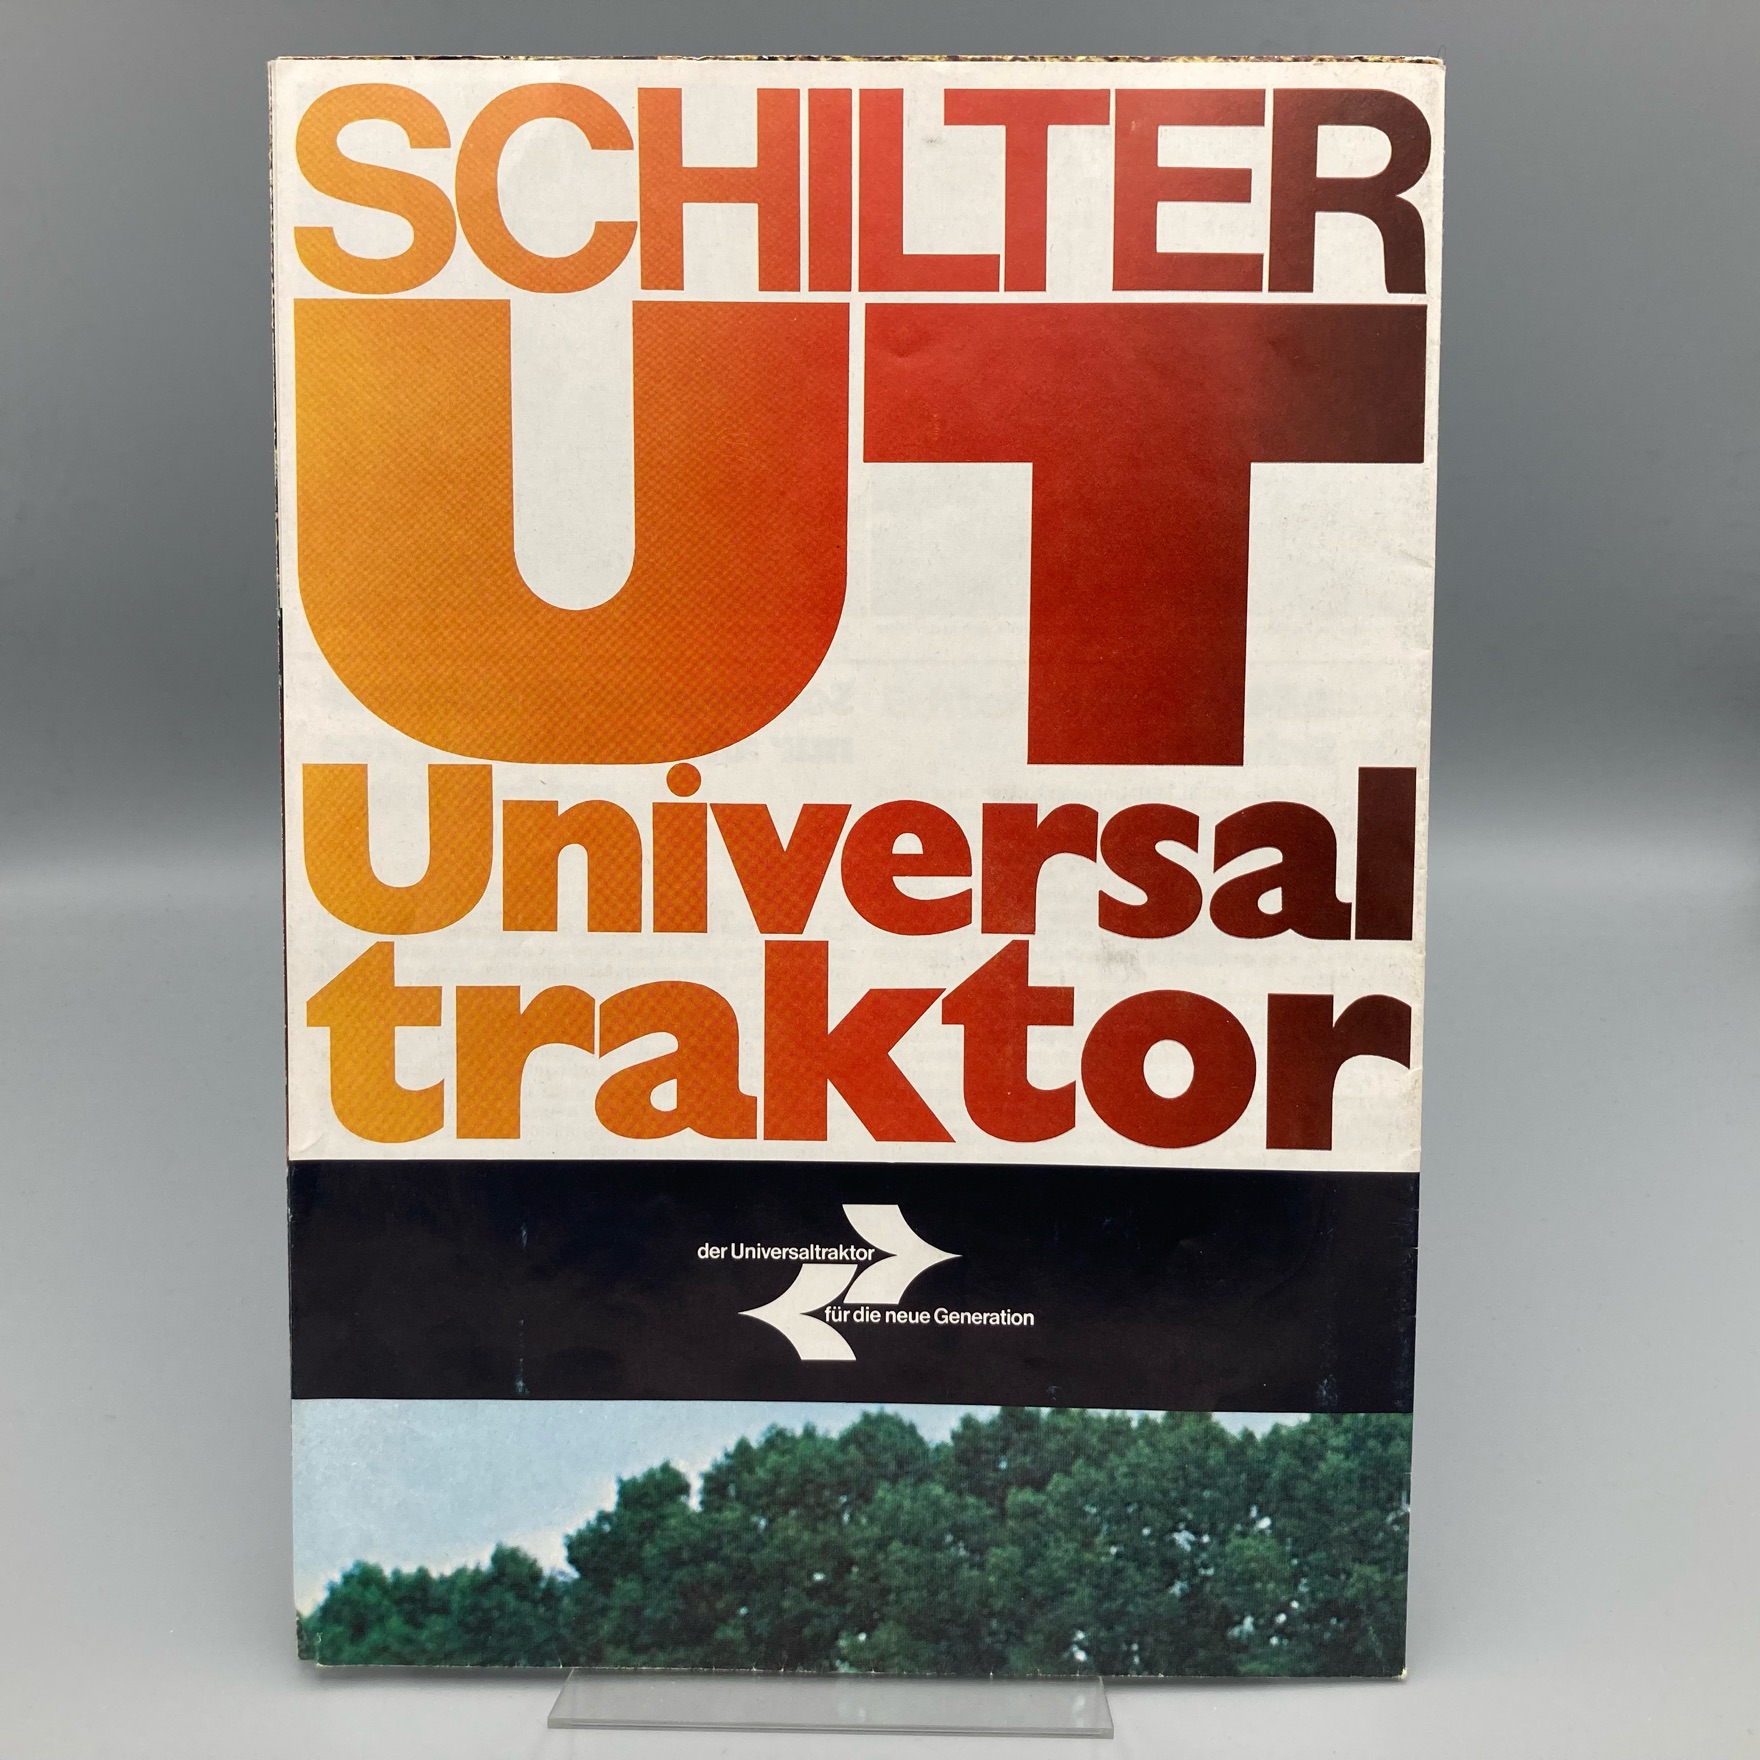 SCHILTER
UT
Universal
traktor
der Universaltraktor
für die neue Generation